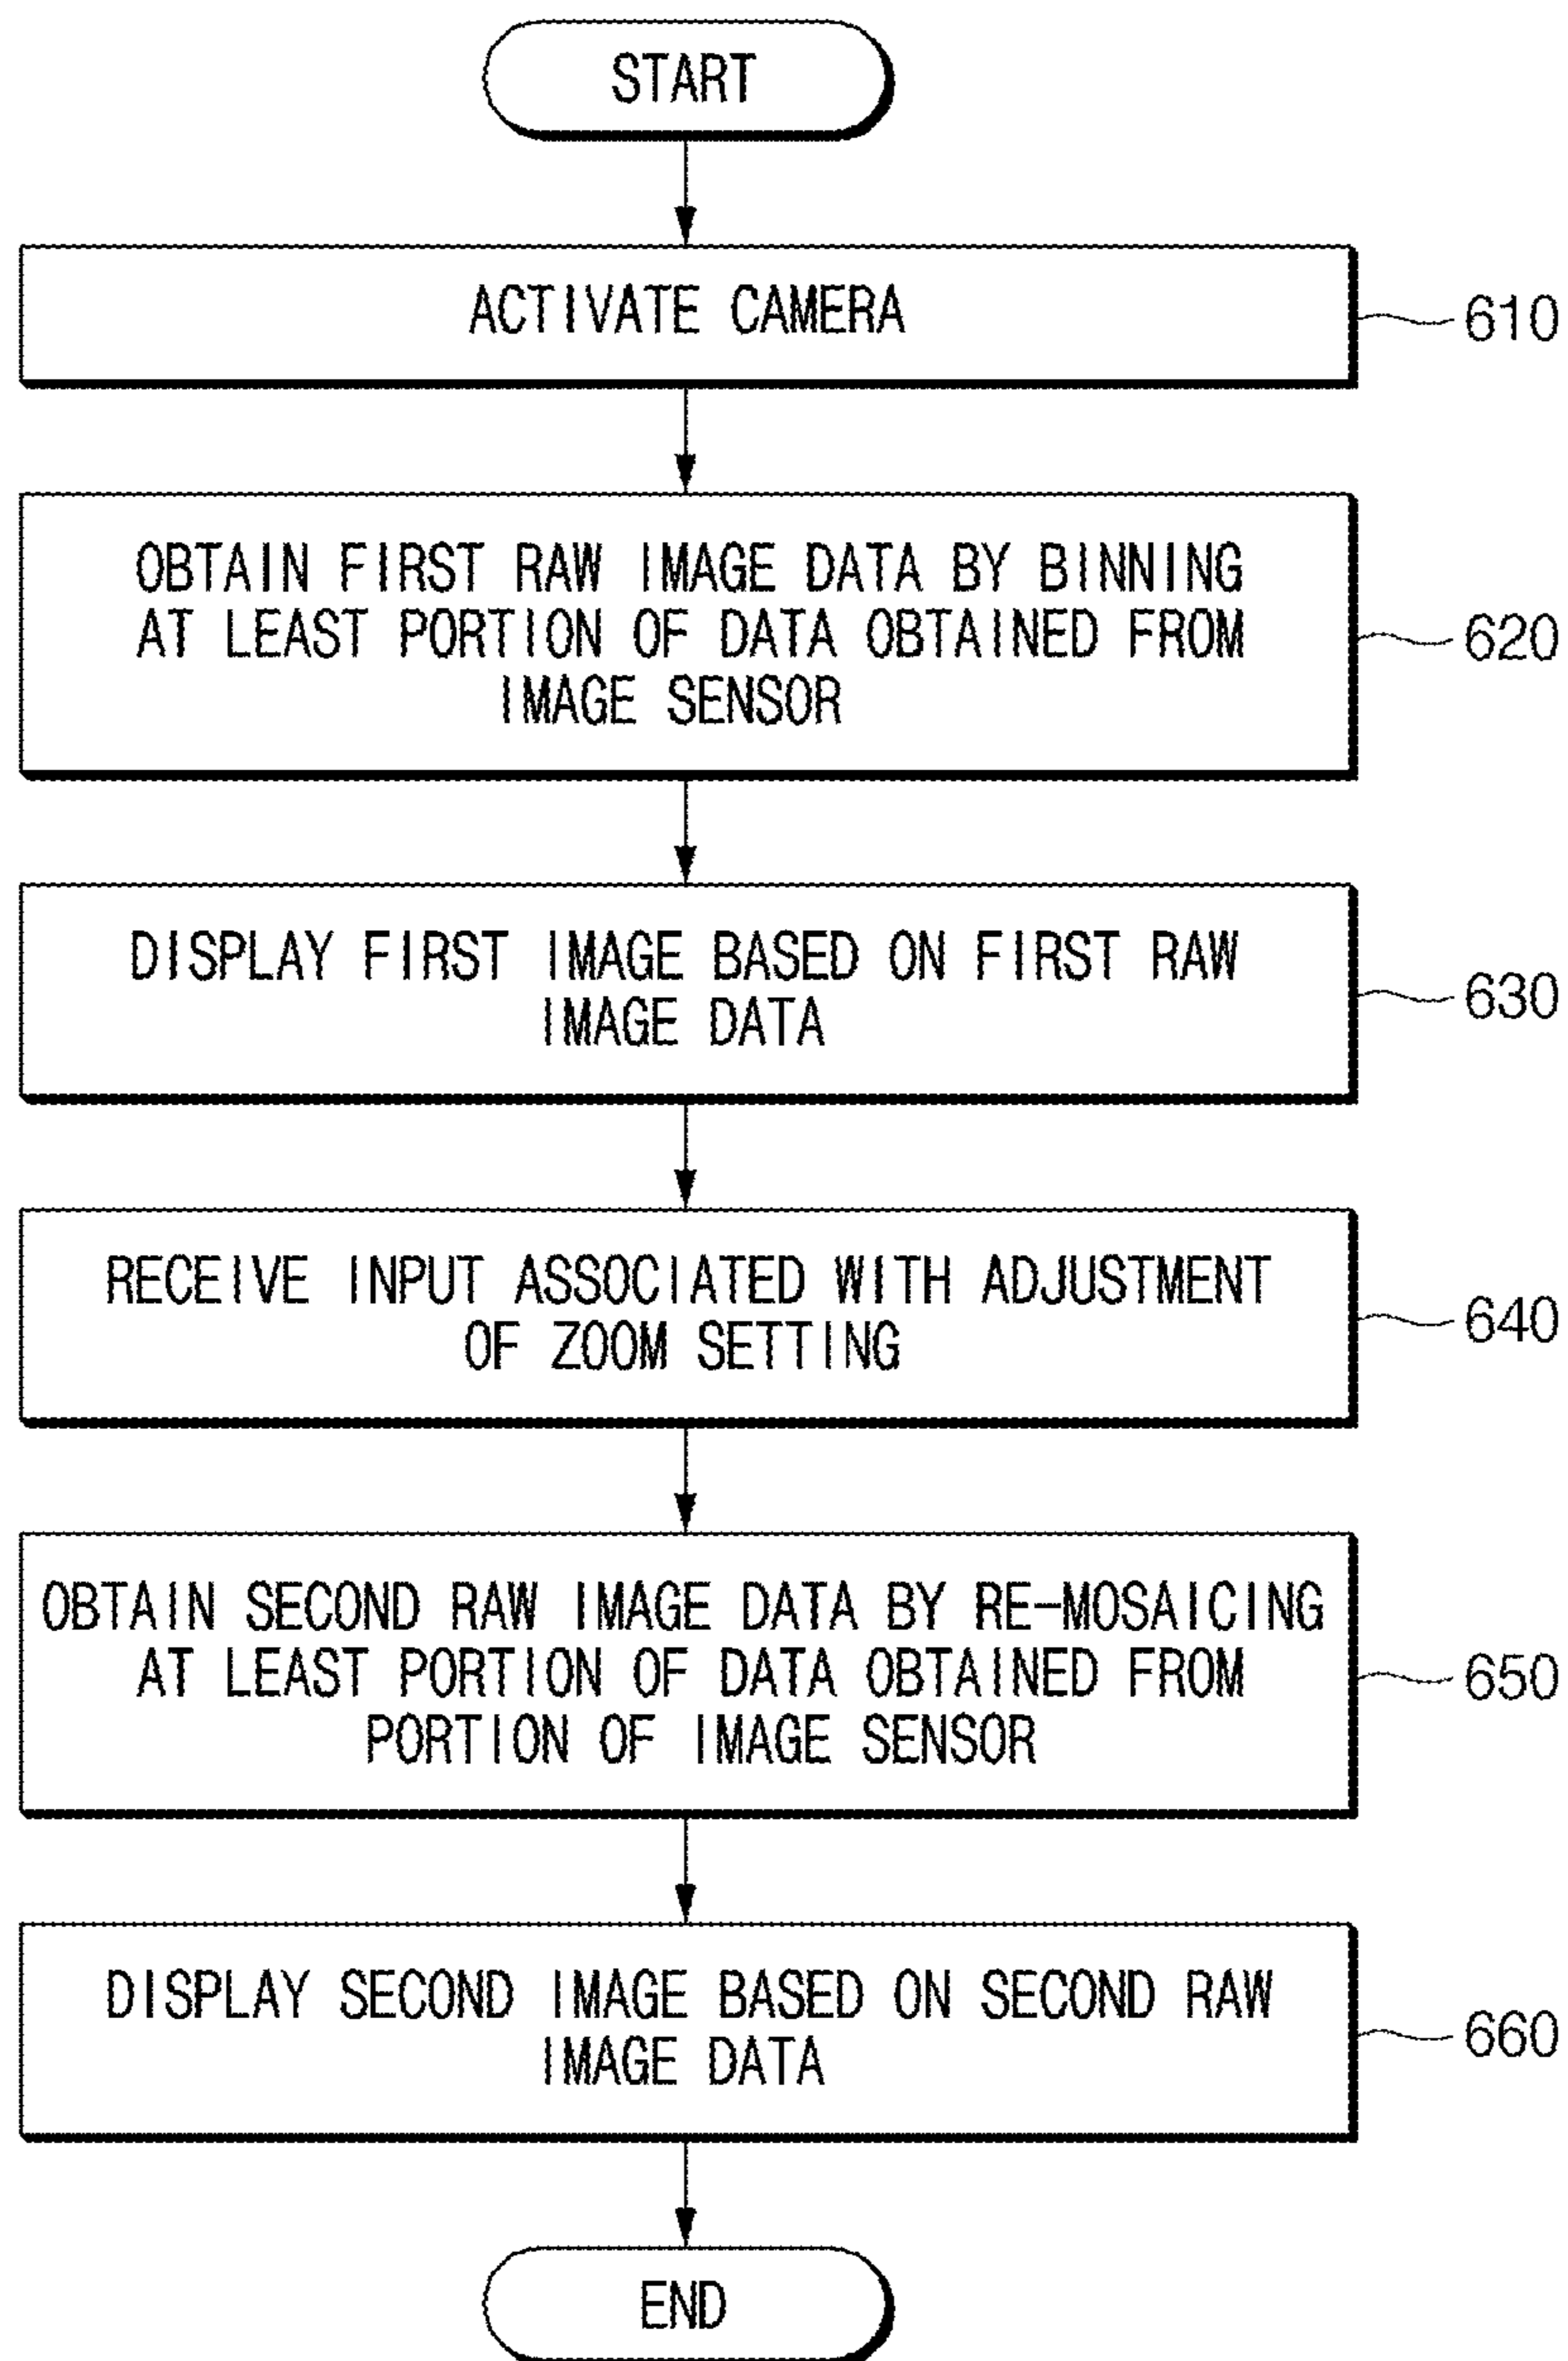 START
ACTIVATE CAMERA
610
OBTAIN FIRST RAW IMAGE DATA BY BINNING
AT LEAST PORTION OF DATA OBTAINED FROM
IMAGE SENSOR
620
DISPLAY FIRST IMAGE BASED ON FIRST RAW
IMAGE DATA
630
RECEIVE INPUT ASSOCIATED WITH ADJUSTMENT
OF ZOOM SETTING
640
OBTAIN SECOND RAW IMAGE DATA BY RE-MOSAICING
AT LEAST PORTION OF DATA OBTAINED FROM
PORTION OF IMAGE SENSOR
650
DISPLAY SECOND IMAGE BASED ON SECOND RAW
IMAGE DATA
660
END